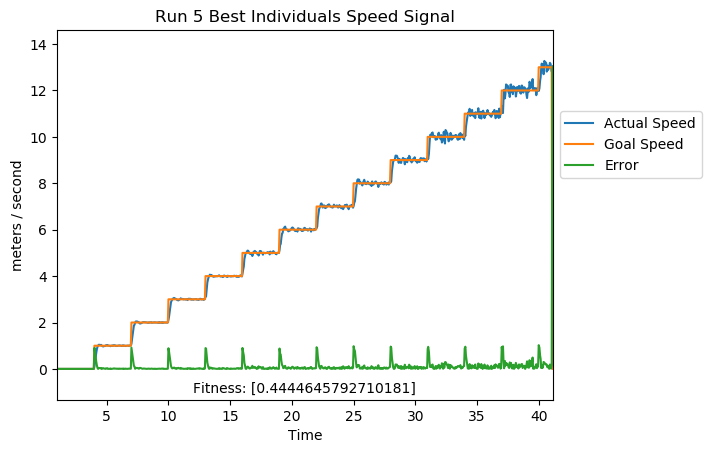 Run 5 Best Individuals Speed Signal
14
12
10
8
6
4
2
0
meters / second
Actual Speed
Goal Speed
Error
Fitness: [0.4444645792710181]
5 10 15 20 25 30 35 40
Time